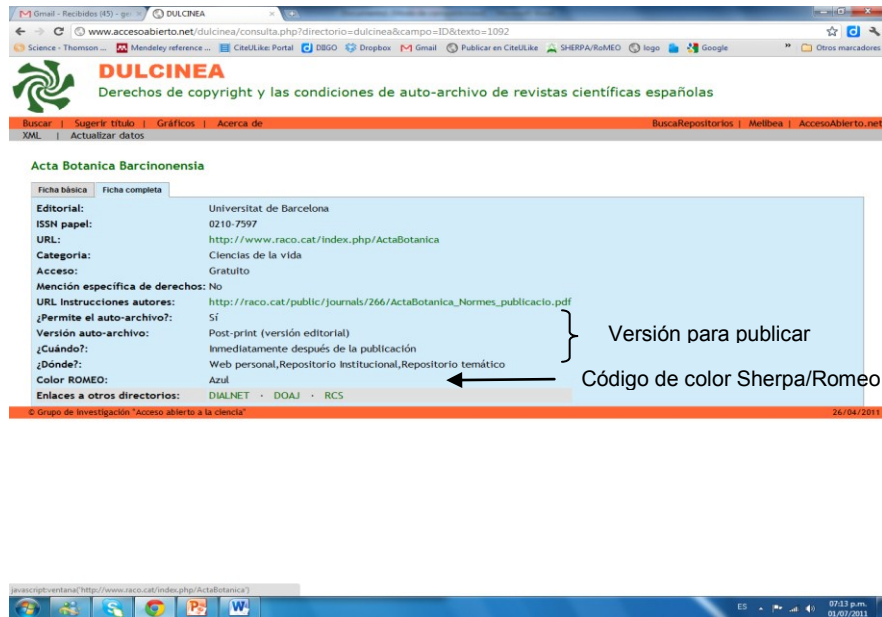 Gmail - Recibidos (45) - ger
DULCINEA
www.accesoabierto.net/dulcinea/consulta.php?directorio=dulcinea&campo=ID&texto=1092
Science - Thomson ... Mendeley reference ... CiteULike: Portal DBGO Dropbox Gmail Publicar en CiteULike SHERPA/RoMEO logo Google » Otros marcadores
DULCINEA
Derechos de copyright y las condiciones de auto-archivo de revistas científicas españolas
Buscar | Sugerir título | Gráficos | Acerca de BuscaRepositorios | Melibea | AccesoAbierto.net
XML | Actualizar datos
Acta Botanica Barcinonensia
Ficha básica Ficha completa
Editorial: Universitat de Barcelona
ISSN papel: 0210-7597
URL: http://www.raco.cat/index.php/ActaBotanica
Categoria: Ciencias de la vida
Acceso: Gratuito
Mención específica de derechos: No
URL Instrucciones autores: http://raco.cat/public/journals/266/ActaBotanica_Normes_publicacio.pdf
¿Permite el auto-archivo?: Sí
Versión auto-archivo: Post-print (versión editorial) Versión para publicar
¿Cuándo?: Inmediatamente después de la publicación
¿Dónde?: Web personal,Repositorio Institucional,Repositorio temático
Color ROMEO: Azul Código de color Sherpa/Romeo
Enlaces a otros directorios: DIALNET · DOAJ · RCS
© Grupo de investigación "Acceso abierto a la ciencia" 26/04/2011
javascript:ventana('http://www.raco.cat/index.php/ActaBotanica')
ES 07:13 p.m.
01/07/2011